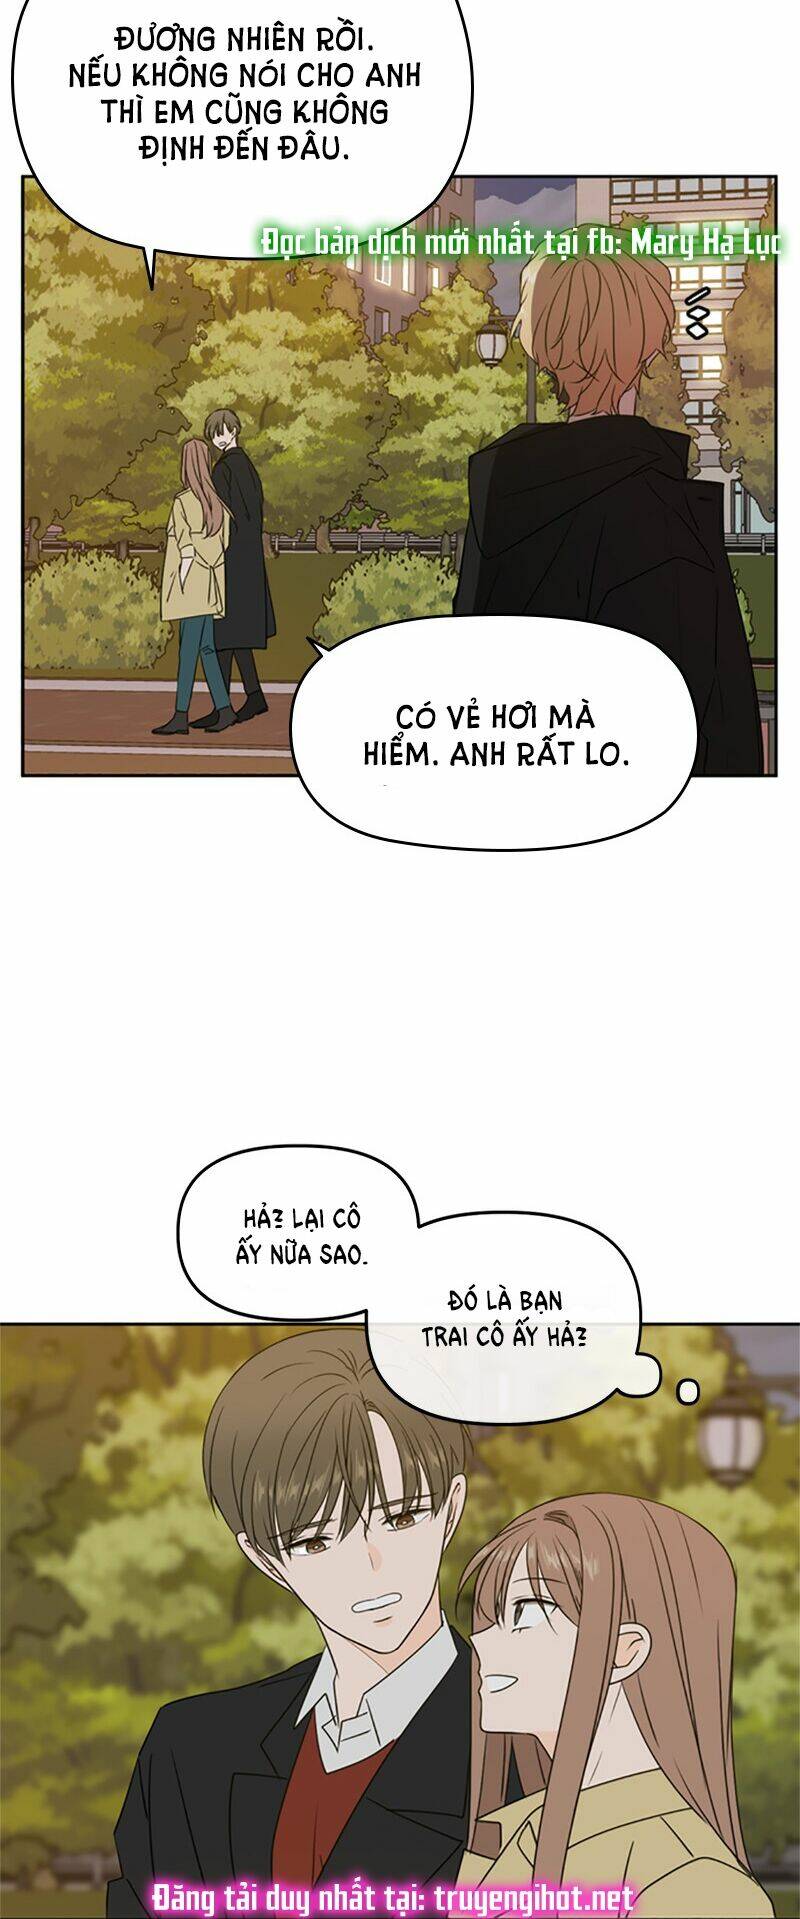 ĐƯƠNG NHIÊN RỒI.
NẾU KHÔNG NÓI CHO ANH
THÌ EM CŨNG KHÔNG
ĐỊNH ĐẾN ĐÂU.
Đọc bản dịch mới nhất tại fb: Mary Hạ Lục
CÓ VẺ HƠI MÀ
HIỂM. ANH RẤT LO.
HẢ? LẠI CÔ
ẤY NỮA SAO.
ĐÓ LÀ BẠN
TRAI CÔ ẤY HẢ?
Đăng tải duy nhất tại: truyengihot.net